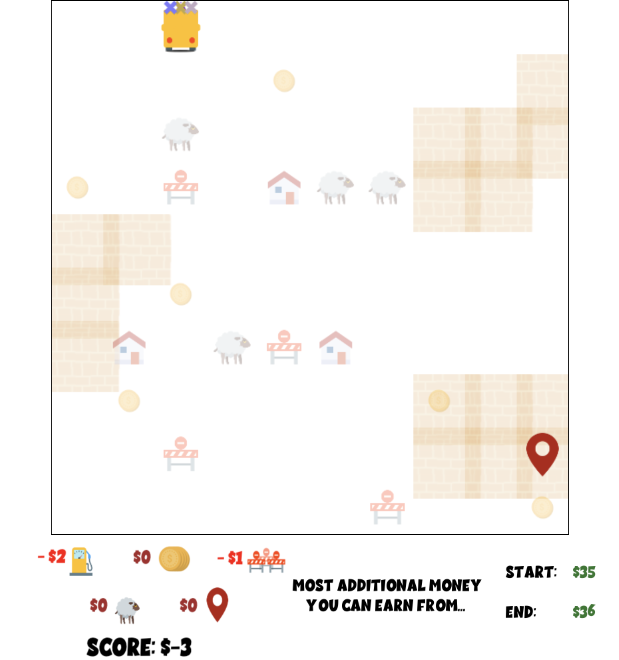 - $2
$0
- $1
$0
$0
SCORE: $-3
MOST ADDITIONAL MONEY
YOU CAN EARN FROM...
START: $35
END: $36